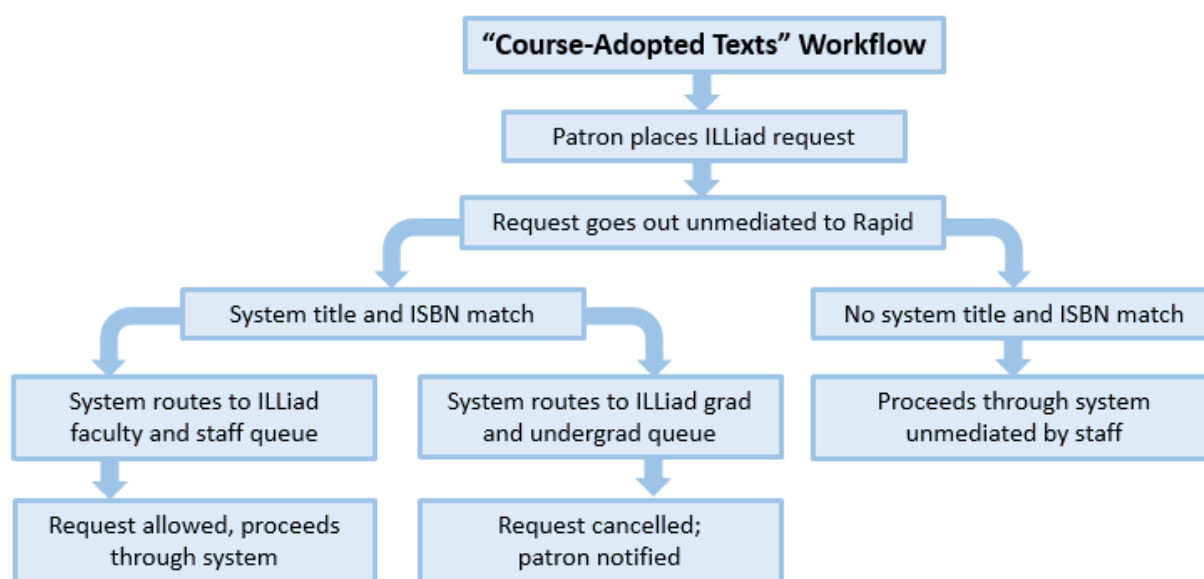 “Course-Adopted Texts” Workflow
Patron places ILLiad request
Request goes out unmediated to Rapid
System title and ISBN match
No system title and ISBN match
System routes to ILLiad
faculty and staff queue
System routes to ILLiad grad
and undergrad queue
Proceeds through system
unmediated by staff
Request allowed, proceeds
through system
Request cancelled;
patron notified